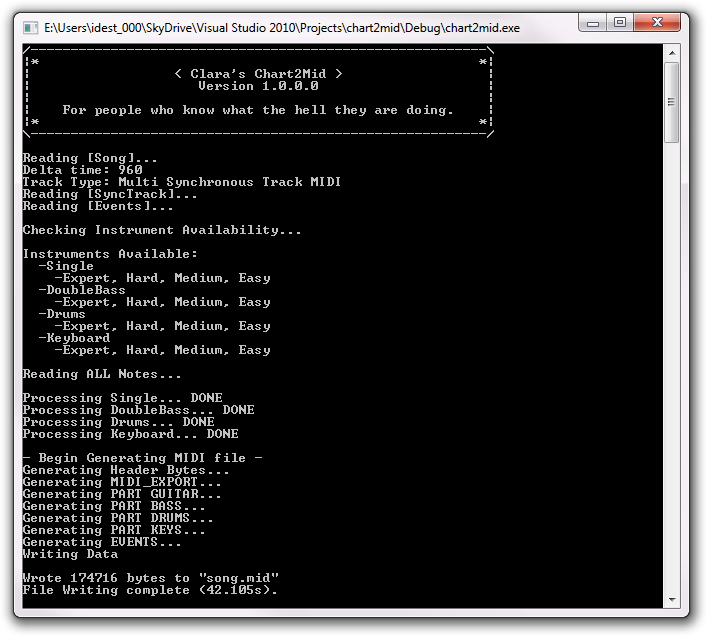 E:\Users\idest_000\SkyDrive\Visual Studio 2010\Projects\chart2mid\Debug\chart2mid.exe
/---------------------------------------------------------\
¦* *¦
¦ < Clara's Chart2Mid > ¦
¦ Version 1.0.0.0 ¦
¦ ¦
¦ For people who know what the hell they are doing. ¦
¦* *¦
\---------------------------------------------------------/
Reading [Song]...
Delta time: 960
Track Type: Multi Synchronous Track MIDI
Reading [SyncTrack]...
Reading [Events]...
Checking Instrument Availability...
Instruments Available:
-Single
-Expert, Hard, Medium, Easy
-DoubleBass
-Expert, Hard, Medium, Easy
-Drums
-Expert, Hard, Medium, Easy
-Keyboard
-Expert, Hard, Medium, Easy
Reading ALL Notes...
Processing Single... DONE
Processing DoubleBass... DONE
Processing Drums... DONE
Processing Keyboard... DONE
- Begin Generating MIDI file -
Generating Header Bytes...
Generating MIDI_EXPORT...
Generating PART GUITAR...
Generating PART BASS...
Generating PART DRUMS...
Generating PART KEYS...
Generating EVENTS...
Writing Data
Wrote 174716 bytes to "song.mid"
File Writing complete (42.105s).